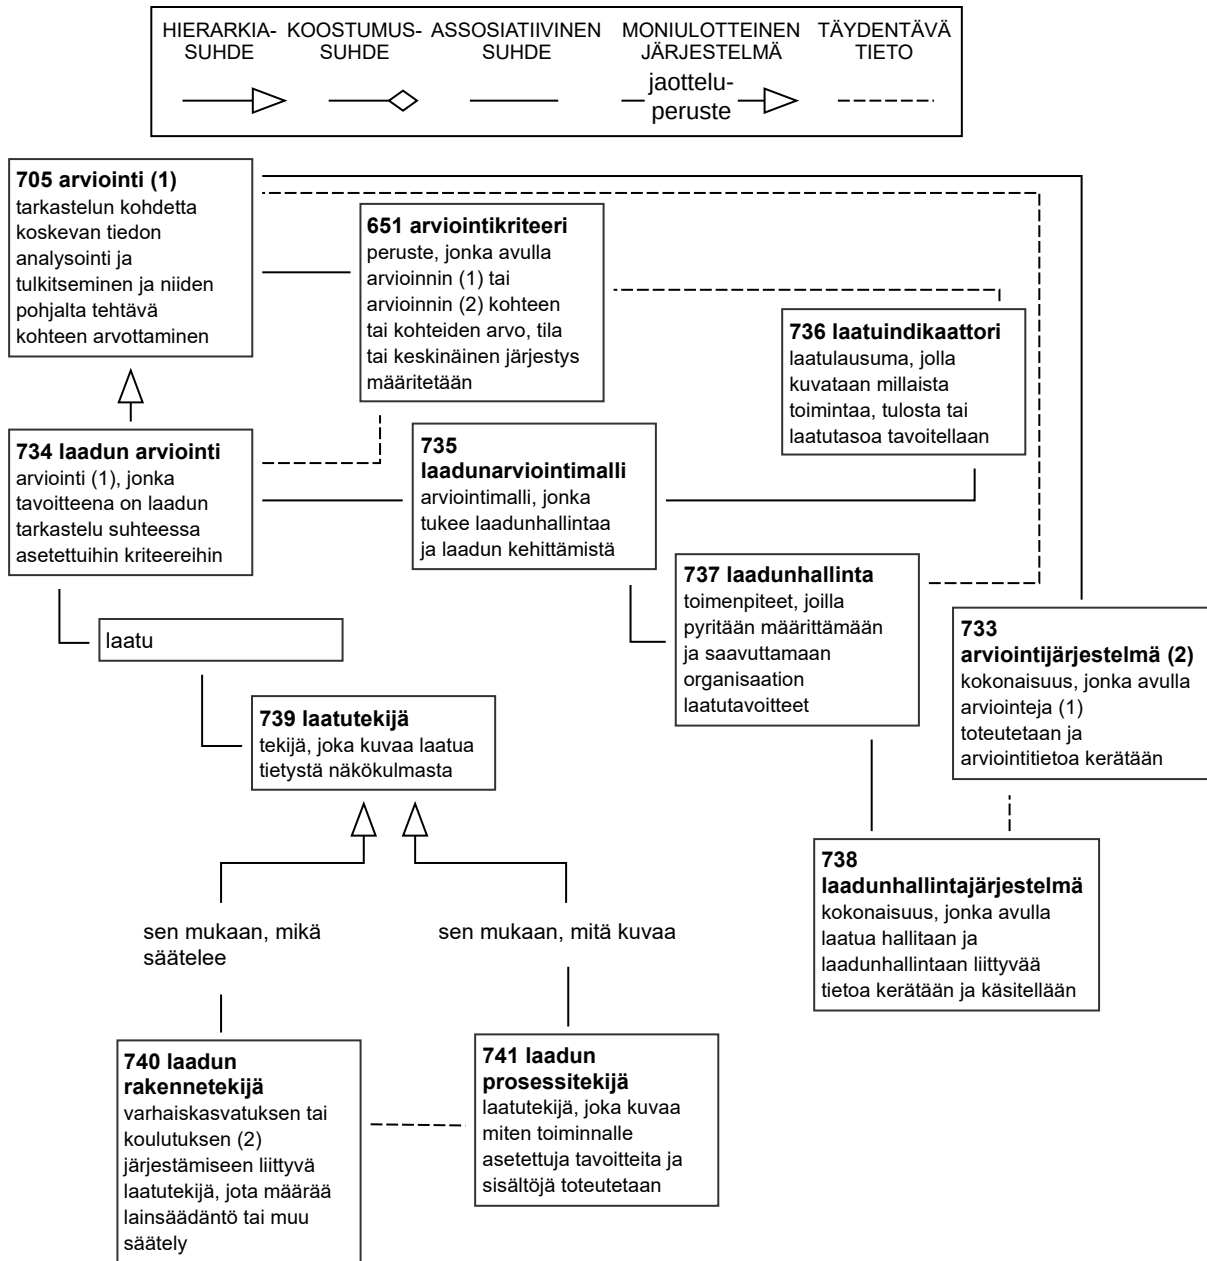 HIERARKIA-
SUHDE
KOOSTUMUS-
SUHDE
ASSOSIATIIVINEN
SUHDE
MONIULOTTEINEN
JÄRJESTELMÄ
TÄYDENTÄVÄ
TIETO
jaottelu-
peruste
705 arviointi (1)
tarkastelun kohdetta
koskevan tiedon
analysointi ja
tulkitseminen ja niiden
pohjalta tehtävä
kohteen arvottaminen
651 arviointikriteeri
peruste, jonka avulla
arvioinnin (1) tai
arvioinnin (2) kohteen
tai kohteiden arvo, tila
tai keskinäinen järjestys
määritetään
736 laatuindikaattori
laatulausuma, jolla
kuvataan millaista
toimintaa, tulosta tai
laatutasoa tavoitellaan
734 laadun arviointi
arviointi (1), jonka
tavoitteena on laadun
tarkastelu suhteessa
asetettuihin kriteereihin
735
laadunarviointimalli
arviointimalli, jonka
tukee laadunhallintaa
ja laadun kehittämistä
737 laadunhallinta
toimenpiteet, joilla
pyritään määrittämään
ja saavuttamaan
organisaation
laatutavoitteet
733
arviointijärjestelmä (2)
kokonaisuus, jonka avulla
arviointeja (1)
toteutetaan ja
arviointitietoa kerätään
laatu
739 laatutekijä
tekijä, joka kuvaa laatua
tietystä näkökulmasta
738
laadunhallintajärjestelmä
kokonaisuus, jonka avulla
laatua hallitaan ja
laadunhallintaan liittyvää
tietoa kerätään ja käsitellään
sen mukaan, mikä
säätelee
sen mukaan, mitä kuvaa
740 laadun
rakennetekijä
varhaiskasvatuksen tai
koulutuksen (2)
järjestämiseen liittyvä
laatutekijä, jota määrää
lainsäädäntö tai muu
säätely
741 laadun
prosessitekijä
laatutekijä, joka kuvaa
miten toiminnalle
asetettuja tavoitteita ja
sisältöjä toteutetaan